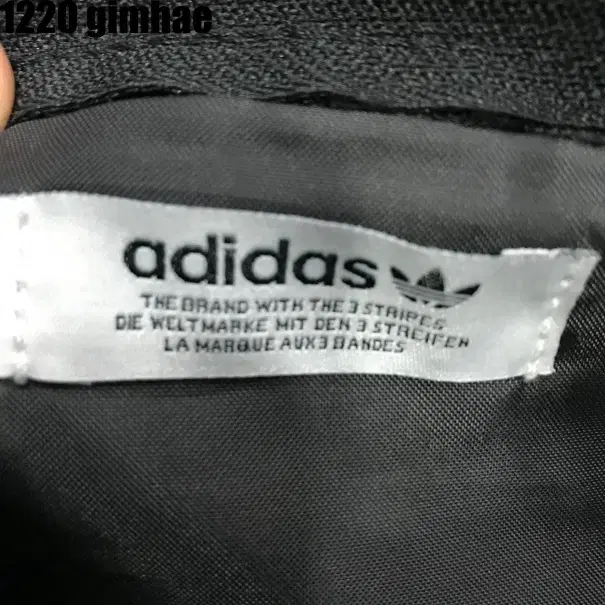 1220 gimhae
adidas
THE BRAND WITH THE 3 STRIPES
DIE WELTMARKE MIT DEN 3 STREIFEN
LA MARQUE AUX 3 BANDES